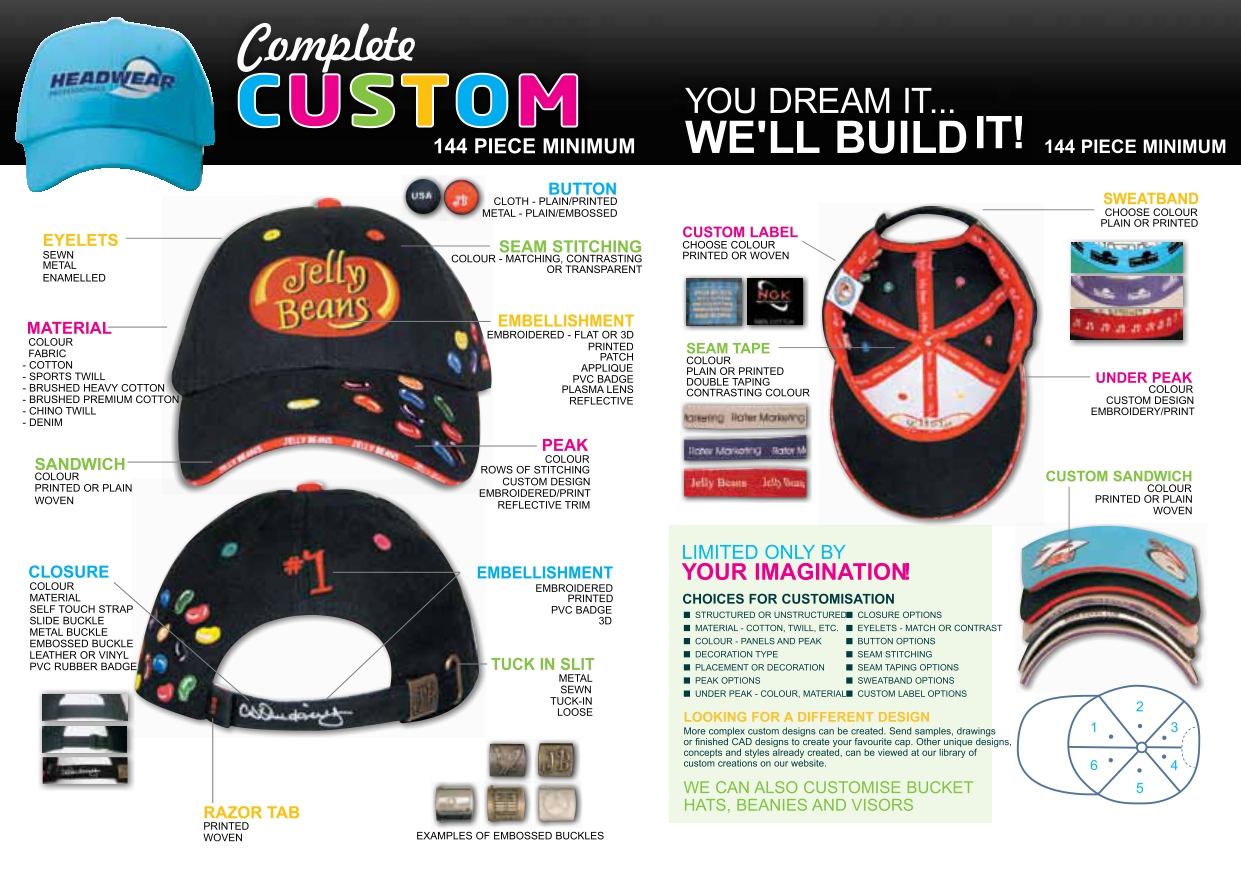 HEADWEAR
PROFESSIONALS
Complete
CUSTOM
144 PIECE MINIMUM
YOU DREAM IT...
WE'LL BUILD IT!
144 PIECE MINIMUM
USA
BUTTON
CLOTH - PLAIN/PRINTED
METAL - PLAIN/EMBOSSED
EYELETS
SEWN
METAL
ENAMELLED
SEAM STITCHING
COLOUR - MATCHING, CONTRASTING
OR TRANSPARENT
Jelly
Beans
MATERIAL
COLOUR
FABRIC
- COTTON
- SPORTS TWILL
- BRUSHED HEAVY COTTON
- BRUSHED PREMIUM COTTON
- CHINO TWILL
- DENIM
EMBELLISHMENT
EMBROIDERED - FLAT OR 3D
PRINTED
PATCH
APPLIQUE
PVC BADGE
PLASMA LENS
REFLECTIVE
SANDWICH
COLOUR
PRINTED OR PLAIN
WOVEN
JELLY BEANS JELLY BEANS JELLY BEANS
PEAK
COLOUR
ROWS OF STITCHING
CUSTOM DESIGN
EMBROIDERED/PRINT
REFLECTIVE TRIM
CLOSURE
COLOUR
MATERIAL
SELF TOUCH STRAP
SLIDE BUCKLE
METAL BUCKLE
EMBOSSED BUCKLE
LEATHER OR VINYL
PVC RUBBER BADGE
#1
EMBELLISHMENT
EMBROIDERED
PRINTED
PVC BADGE
3D
TUCK IN SLIT
METAL
SEWN
TUCK-IN
LOOSE
RAZOR TAB
PRINTED
WOVEN
JB
EXAMPLES OF EMBOSSED BUCKLES
CUSTOM LABEL
CHOOSE COLOUR
PRINTED OR WOVEN
NGK
SEAM TAPE
COLOUR
PLAIN OR PRINTED
DOUBLE TAPING
CONTRASTING COLOUR
Marketing Rater Marketing
Rater Marketing Rater M
Jelly Beans Jelly Beans
SWEATBAND
CHOOSE COLOUR
PLAIN OR PRINTED
UNDER PEAK
COLOUR
CUSTOM DESIGN
EMBROIDERY/PRINT
CUSTOM SANDWICH
COLOUR
PRINTED OR PLAIN
WOVEN
LIMITED ONLY BY
YOUR IMAGINATION!
CHOICES FOR CUSTOMISATION
■ STRUCTURED OR UNSTRUCTURED
■ MATERIAL - COTTON, TWILL, ETC.
■ COLOUR - PANELS AND PEAK
■ DECORATION TYPE
■ PLACEMENT OR DECORATION
■ PEAK OPTIONS
■ UNDER PEAK - COLOUR, MATERIAL
■ CLOSURE OPTIONS
■ EYELETS - MATCH OR CONTRAST
■ BUTTON OPTIONS
■ SEAM STITCHING
■ SEAM TAPING OPTIONS
■ SWEATBAND OPTIONS
■ CUSTOM LABEL OPTIONS
LOOKING FOR A DIFFERENT DESIGN
More complex custom designs can be created. Send samples, drawings
or finished CAD designs to create your favourite cap. Other unique designs,
concepts and styles already created, can be viewed at our library of
custom creations on our website.
WE CAN ALSO CUSTOMISE BUCKET
HATS, BEANIES AND VISORS
1
2
3
4
5
6